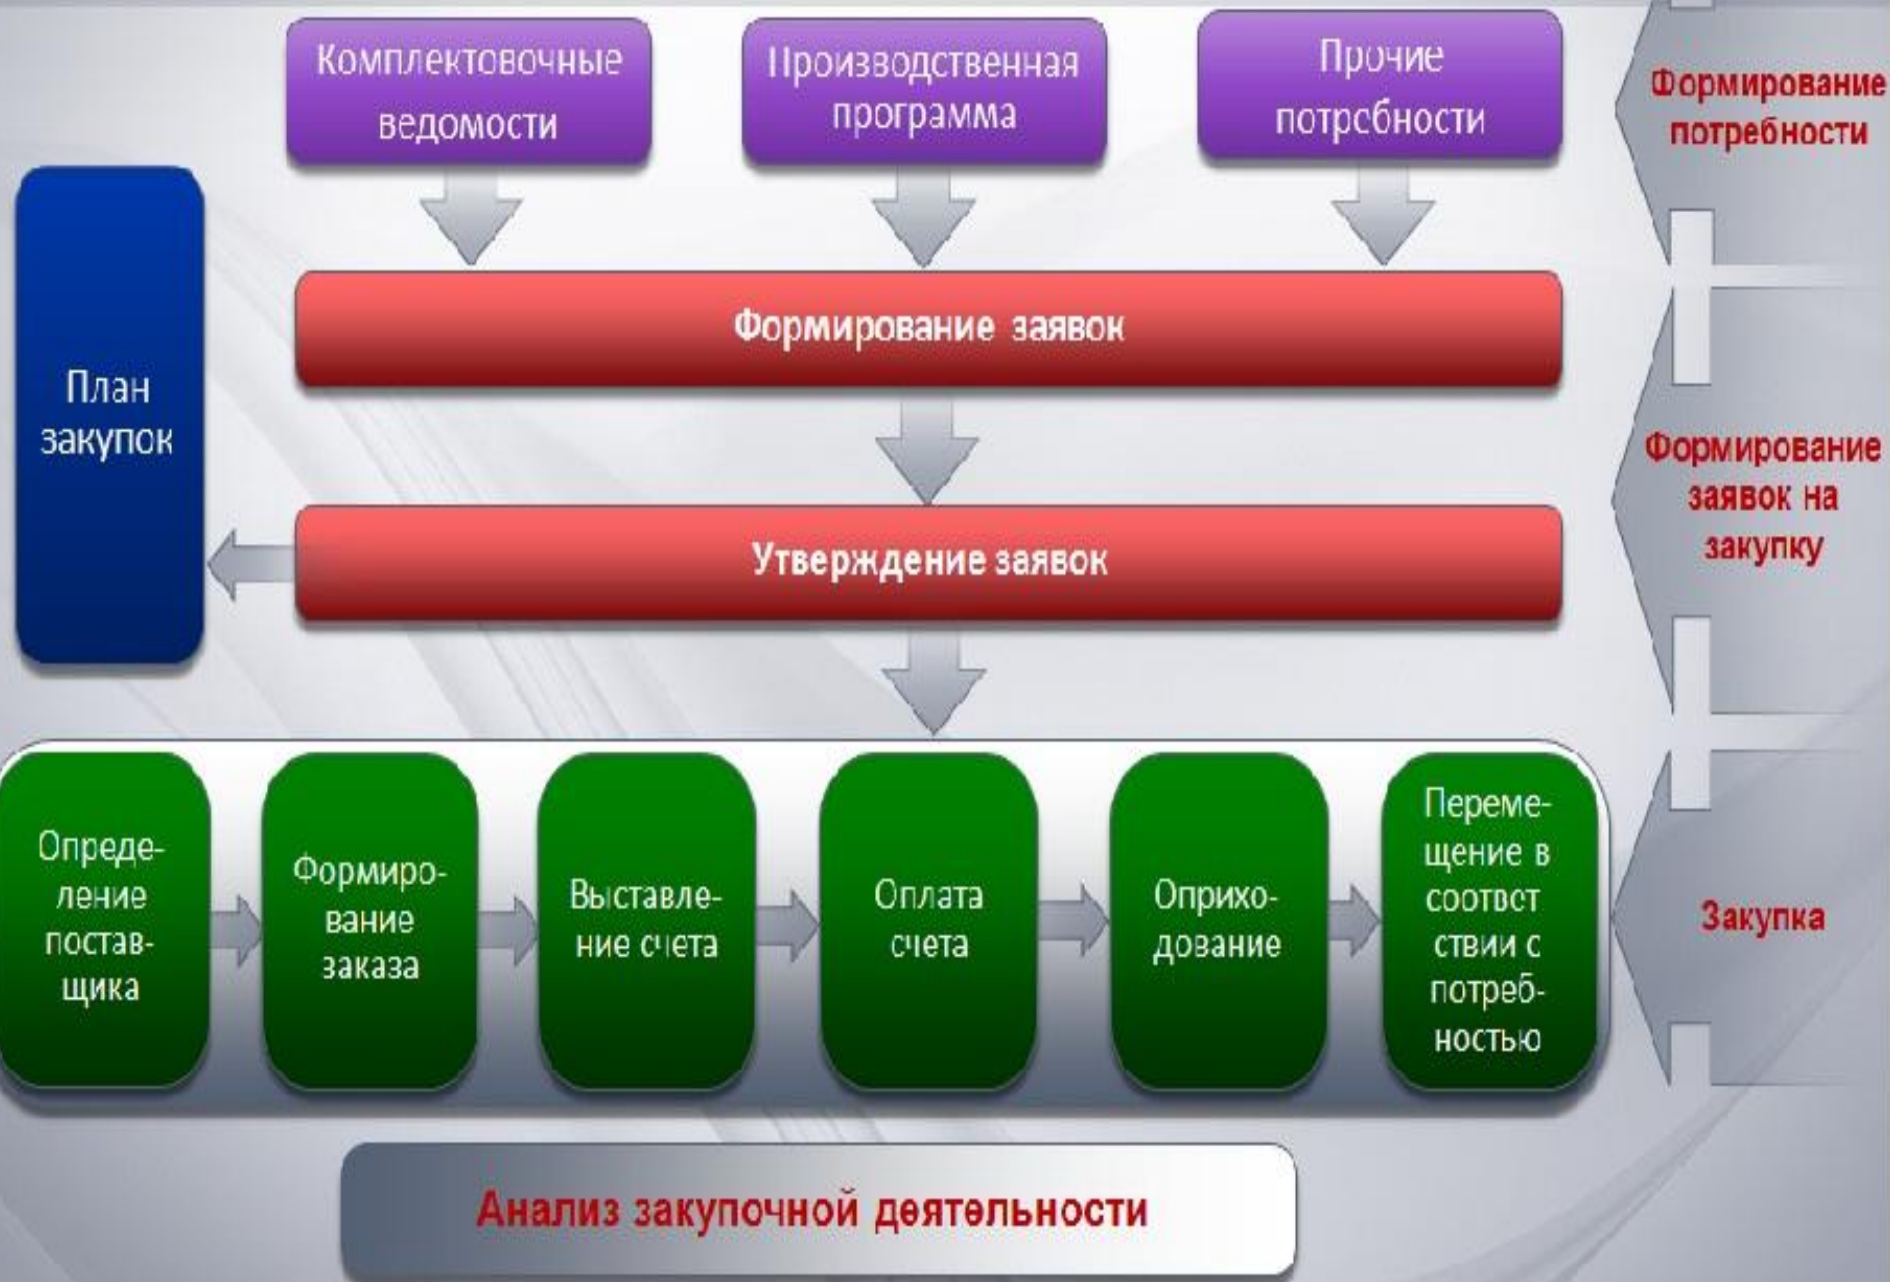 Комплектовочные
ведомости
Производственная
программа
Прочие
потребности
Формирование
потребности
План
закупок
Формирование заявок
Утверждение заявок
Формирование
заявок на
закупку
Опреде-
ление
постав-
щика
Формиро-
вание
заказа
Выставле-
ние счета
Оплата
счета
Оприхо-
дование
Переме-
щение в
соответ
ствии с
потреб-
ностью
Закупка
Анализ закупочной деятельности